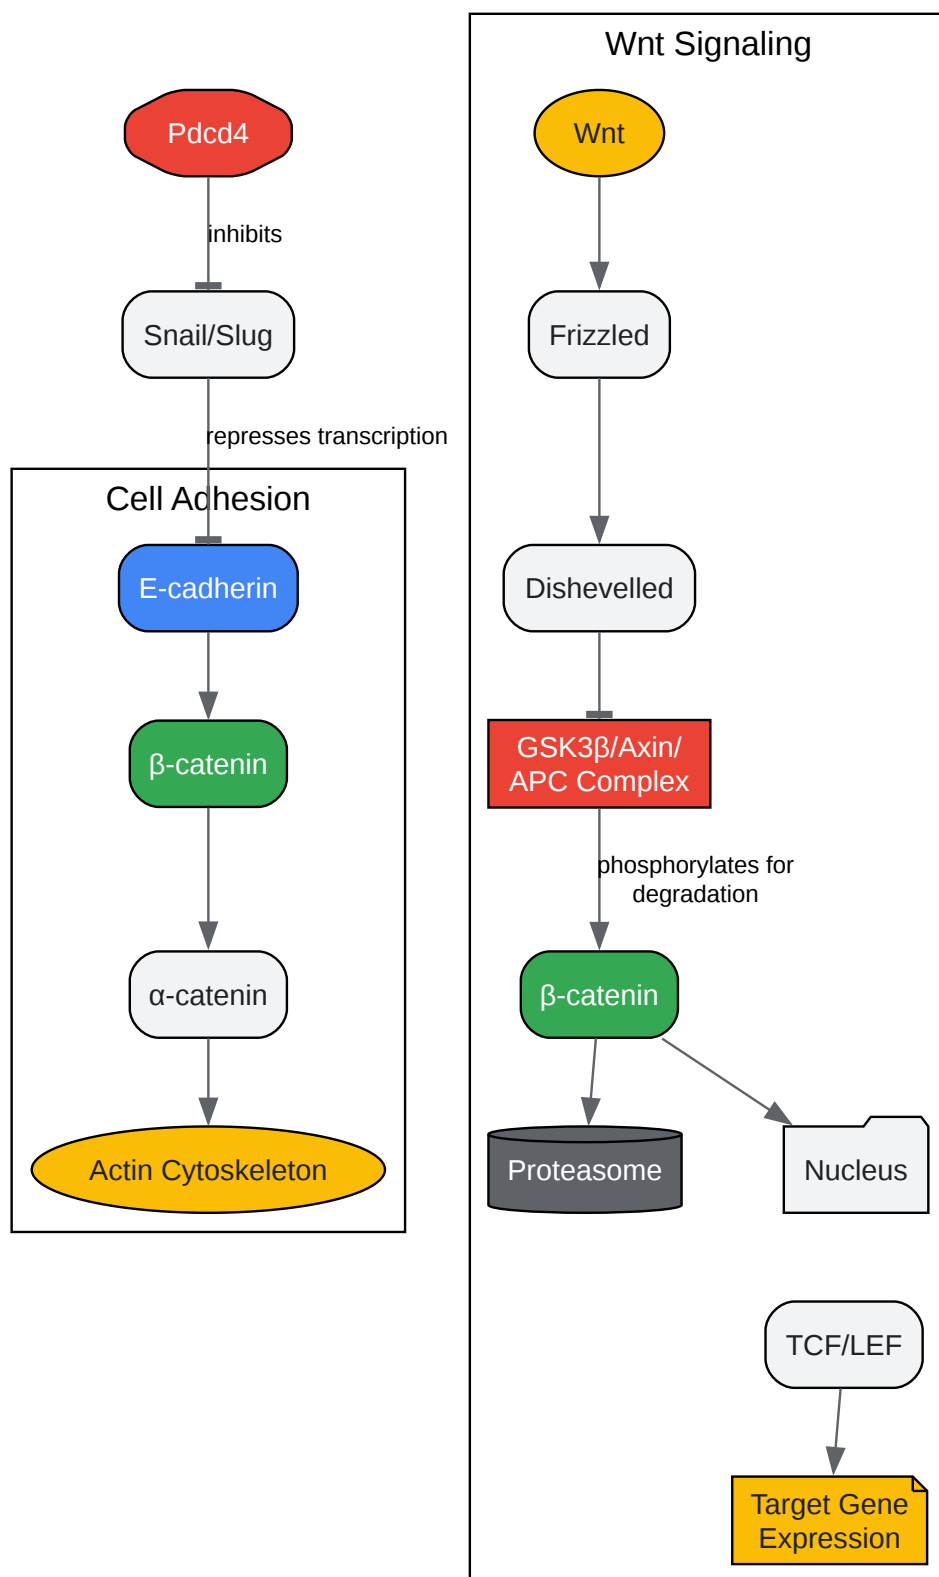 Wnt Signaling
Pdcd4
Wnt
inhibits
Snail/Slug
Frizzled
represses transcription
Cell Adhesion
E-cadherin
Dishevelled
β-catenin
GSK3β/Axin/
APC Complex
phosphorylates for
degradation
α-catenin
β-catenin
Actin Cytoskeleton
Proteasome
Nucleus
TCF/LEF
Target Gene
Expression